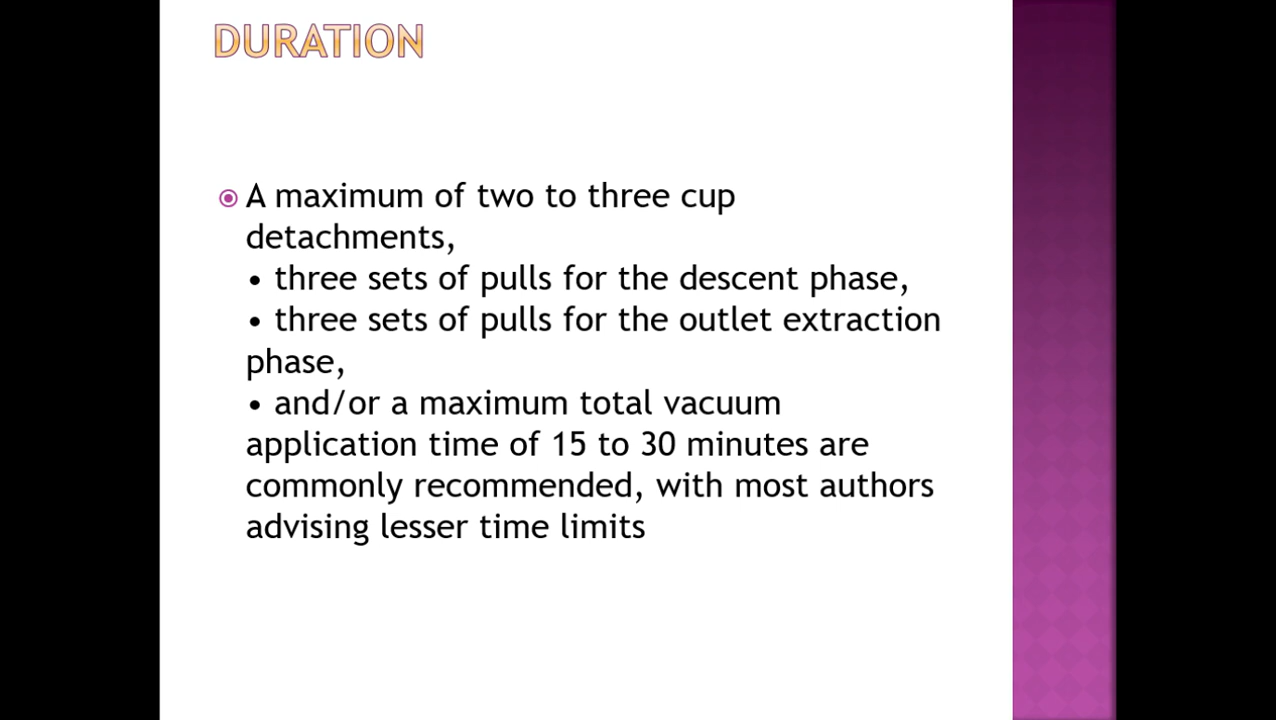 DURATION
A maximum of two to three cup
detachments,
• three sets of pulls for the descent phase,
• three sets of pulls for the outlet extraction
phase,
• and/or a maximum total vacuum
application time of 15 to 30 minutes are
commonly recommended, with most authors
advising lesser time limits